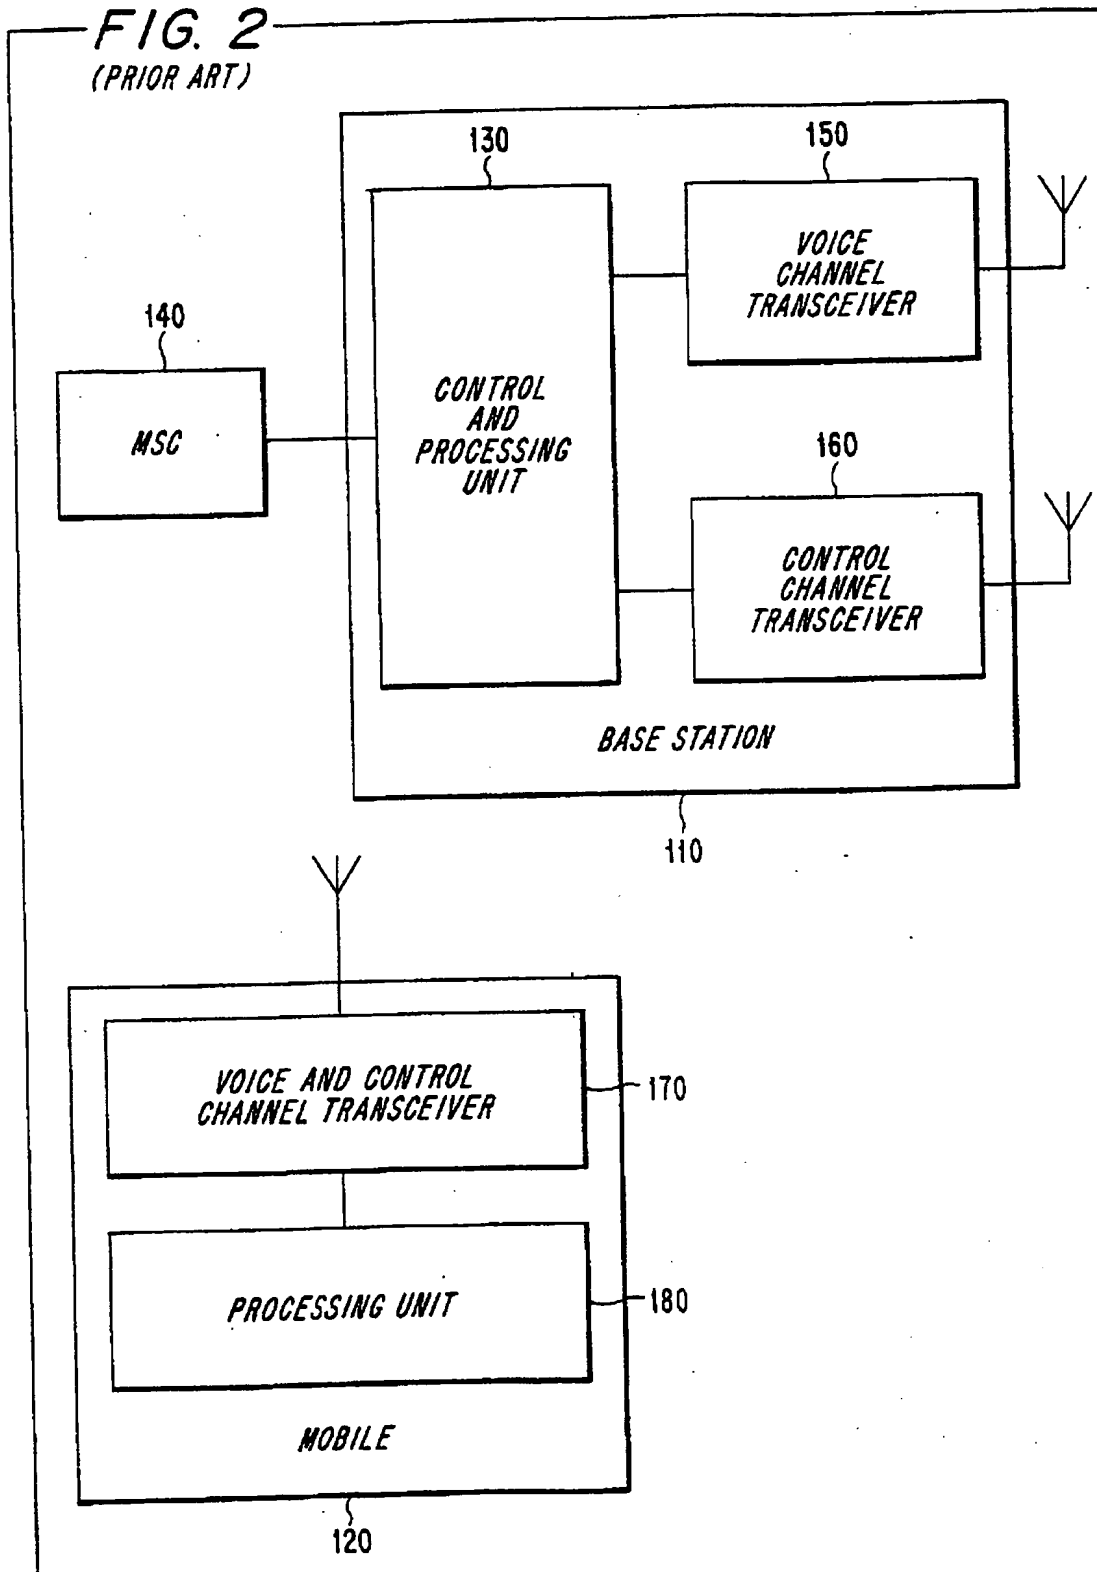 FIG. 2
(PRIOR ART)
130
150
VOICE
CHANNEL
TRANSCEIVER
140
MSC
CONTROL
AND
PROCESSING
UNIT
160
CONTROL
CHANNEL
TRANSCEIVER
BASE STATION
110
VOICE AND CONTROL
CHANNEL TRANSCEIVER
170
PROCESSING UNIT
180
MOBILE
120